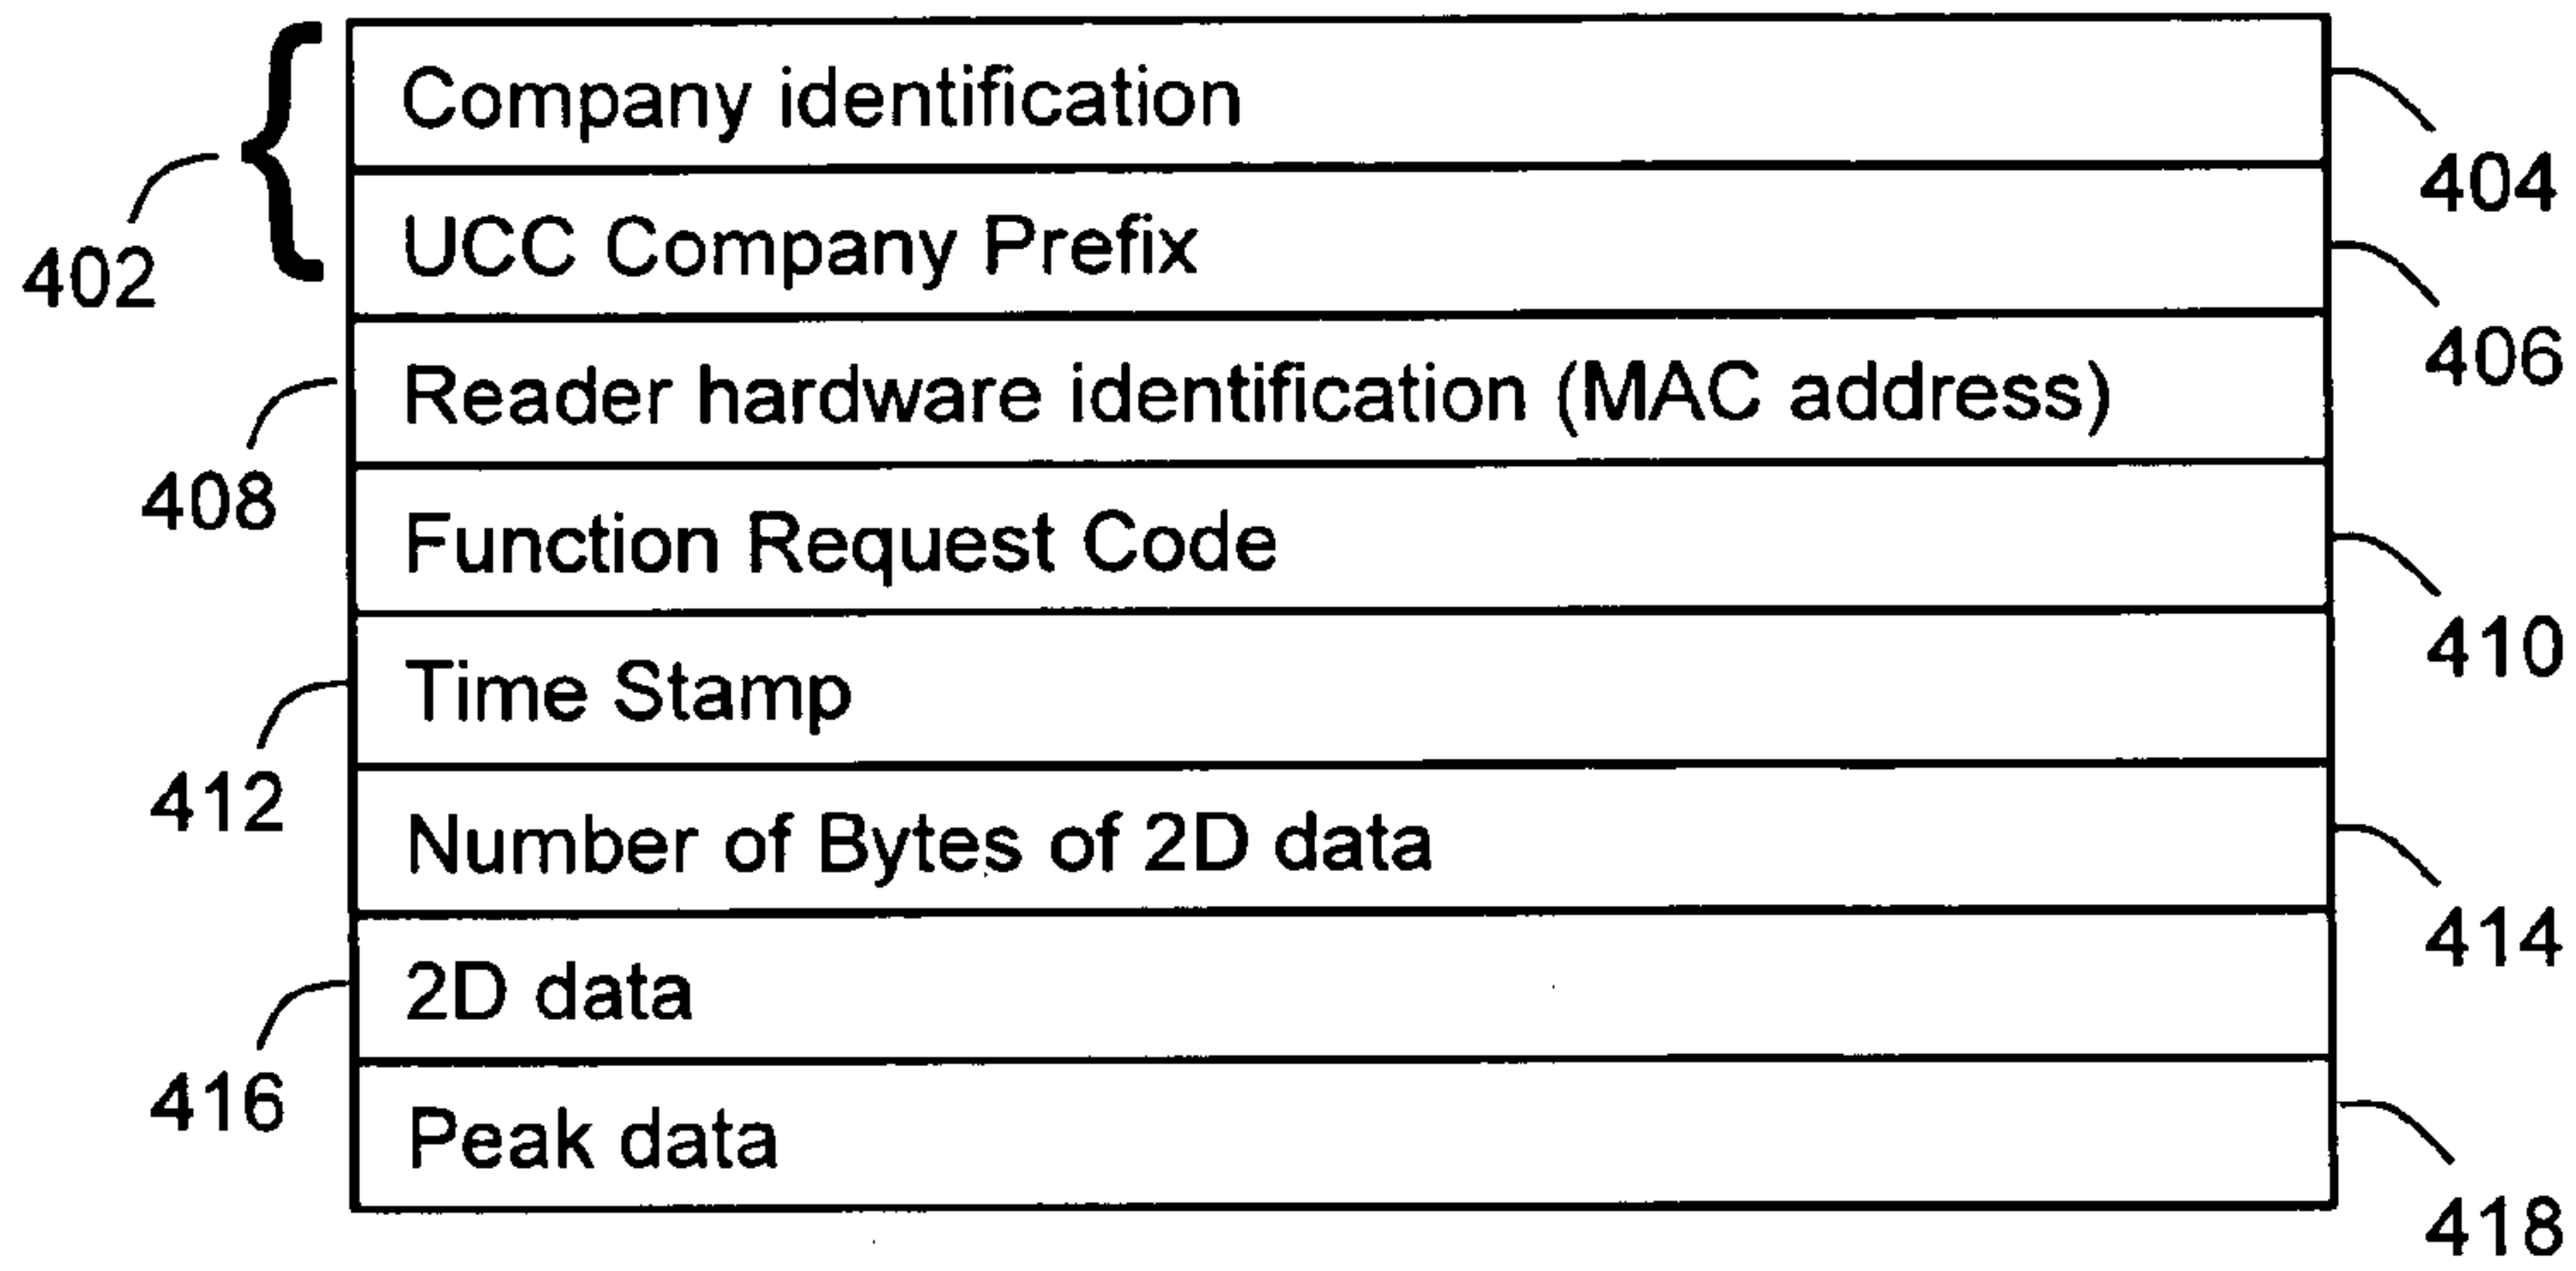 Company identification
404
402
UCC Company Prefix
406
Reader hardware identification (MAC address)
408
Function Request Code
410
Time Stamp
412
Number of Bytes of 2D data
414
2D data
416
Peak data
418